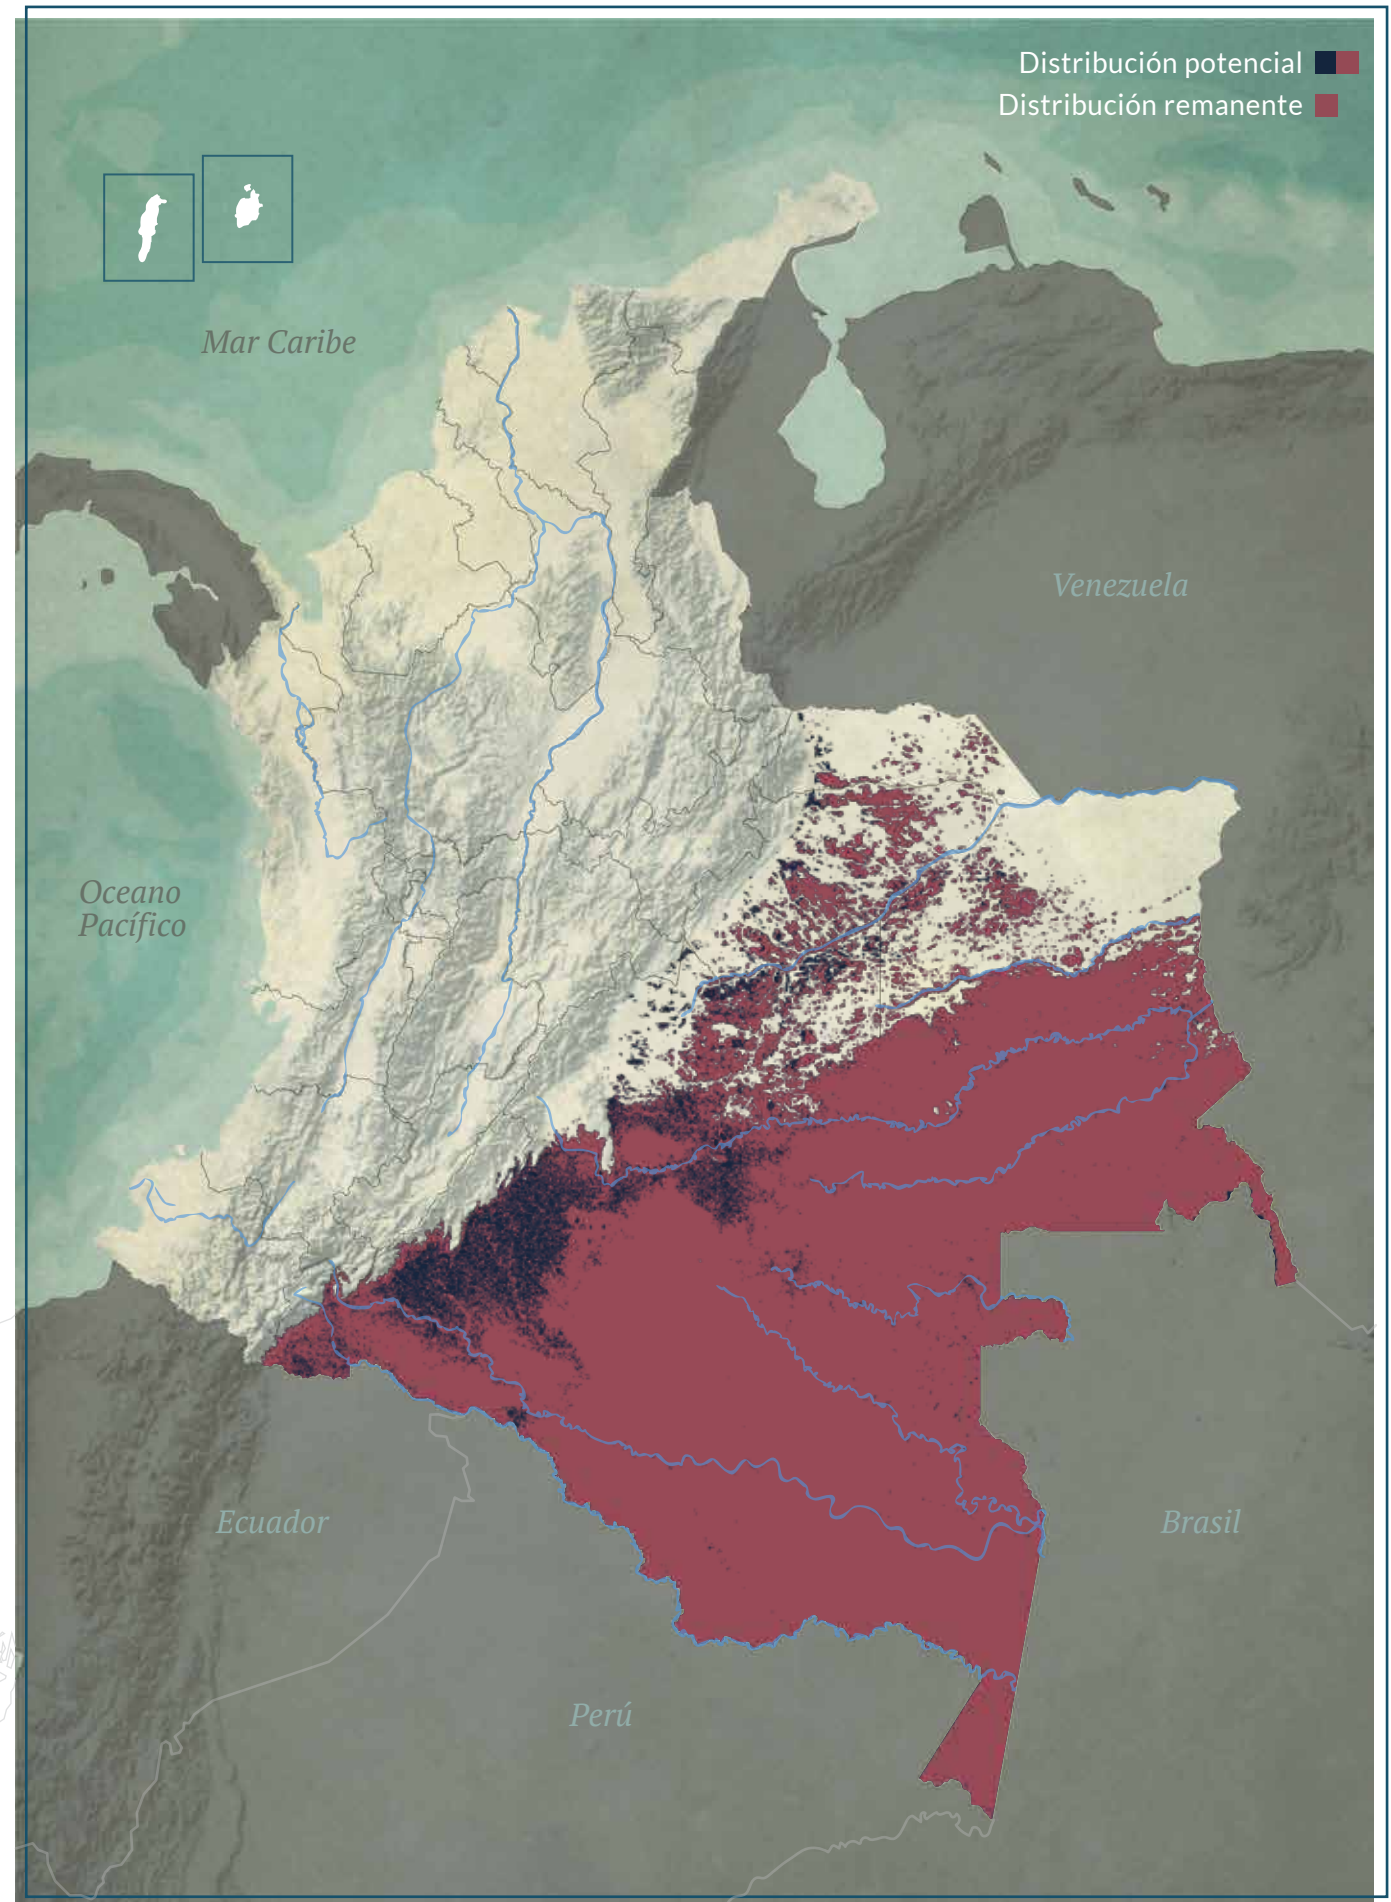 Distribución potencial
Distribución remanente
Mar Caribe
Venezuela
Oceano
Pacífico
Ecuador
Brasil
Perú